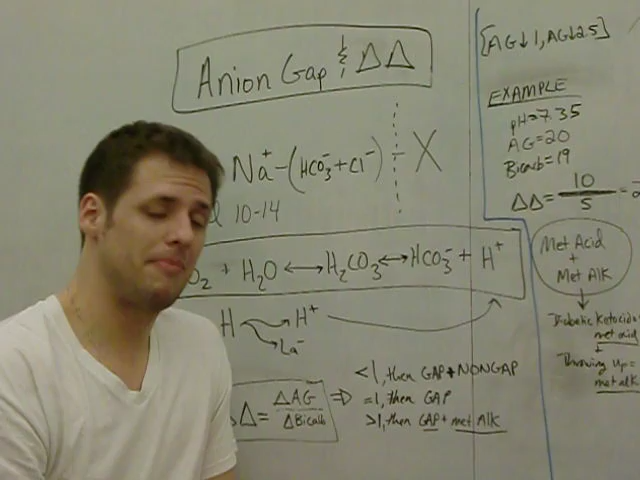 Anion Gap & ΔΔ
Na⁺ - (HCO₃⁻ + Cl⁻) - X
10-14
O₂ + H₂O ⟷ H₂CO₃ ⟷ HCO₃⁻ + H⁺
H → H⁺
La⁻
Δ = ΔAG / ΔBicarb ⇒
<1, then GAP + NONGAP
=1, then GAP
>1, then GAP + met Alk
[AG↓1, AG↓2.5]
EXAMPLE
pH=7.35
AG=20
Bicarb=19
ΔΔ = 10 / 5 =
Met Acid
+
Met Alk
↓
Diabetic Ketoacidos
met acid
+
Throwing up =
met alk